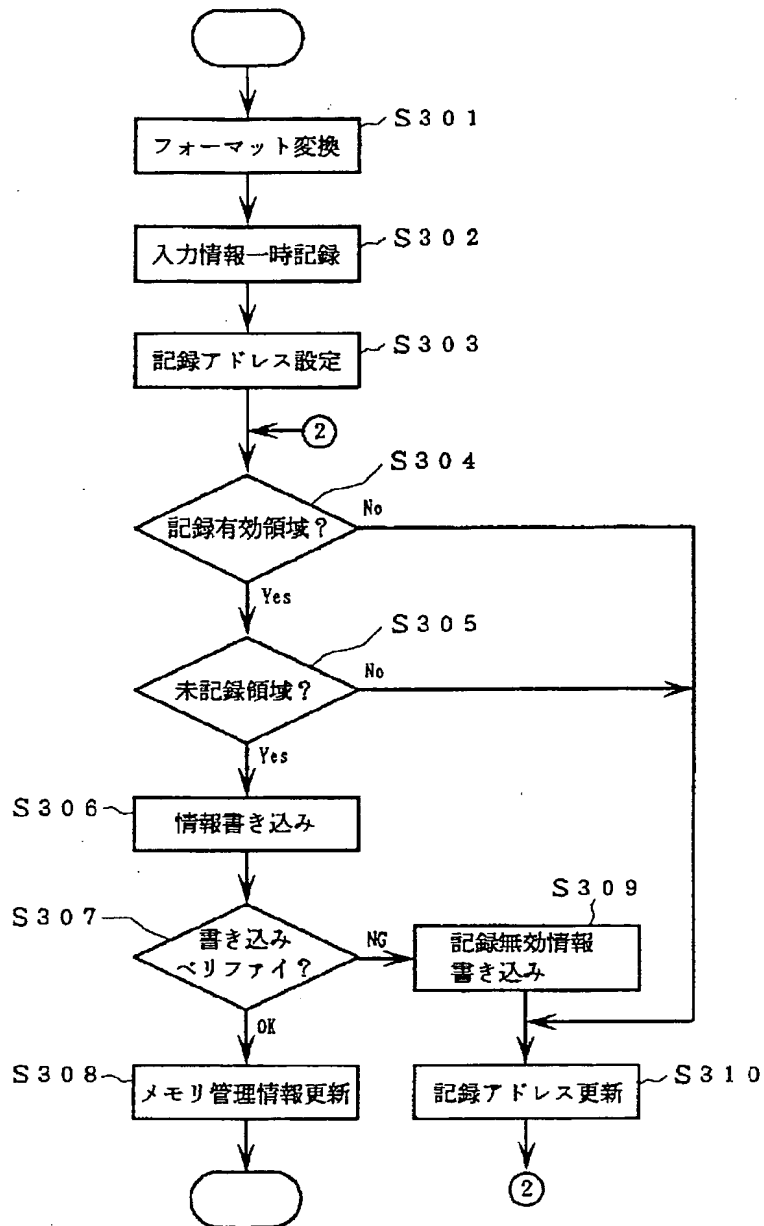 S301
フォーマット変換
S302
入力情報一時記録
S303
記録アドレス設定
2
S304
記録有効領域?
No
Yes
S305
未記録領域?
No
Yes
S306
情報書き込み
S307
書き込み
ベリファイ?
NG
OK
S309
記録無効情報
書き込み
S308
メモリ管理情報更新
S310
記録アドレス更新
2